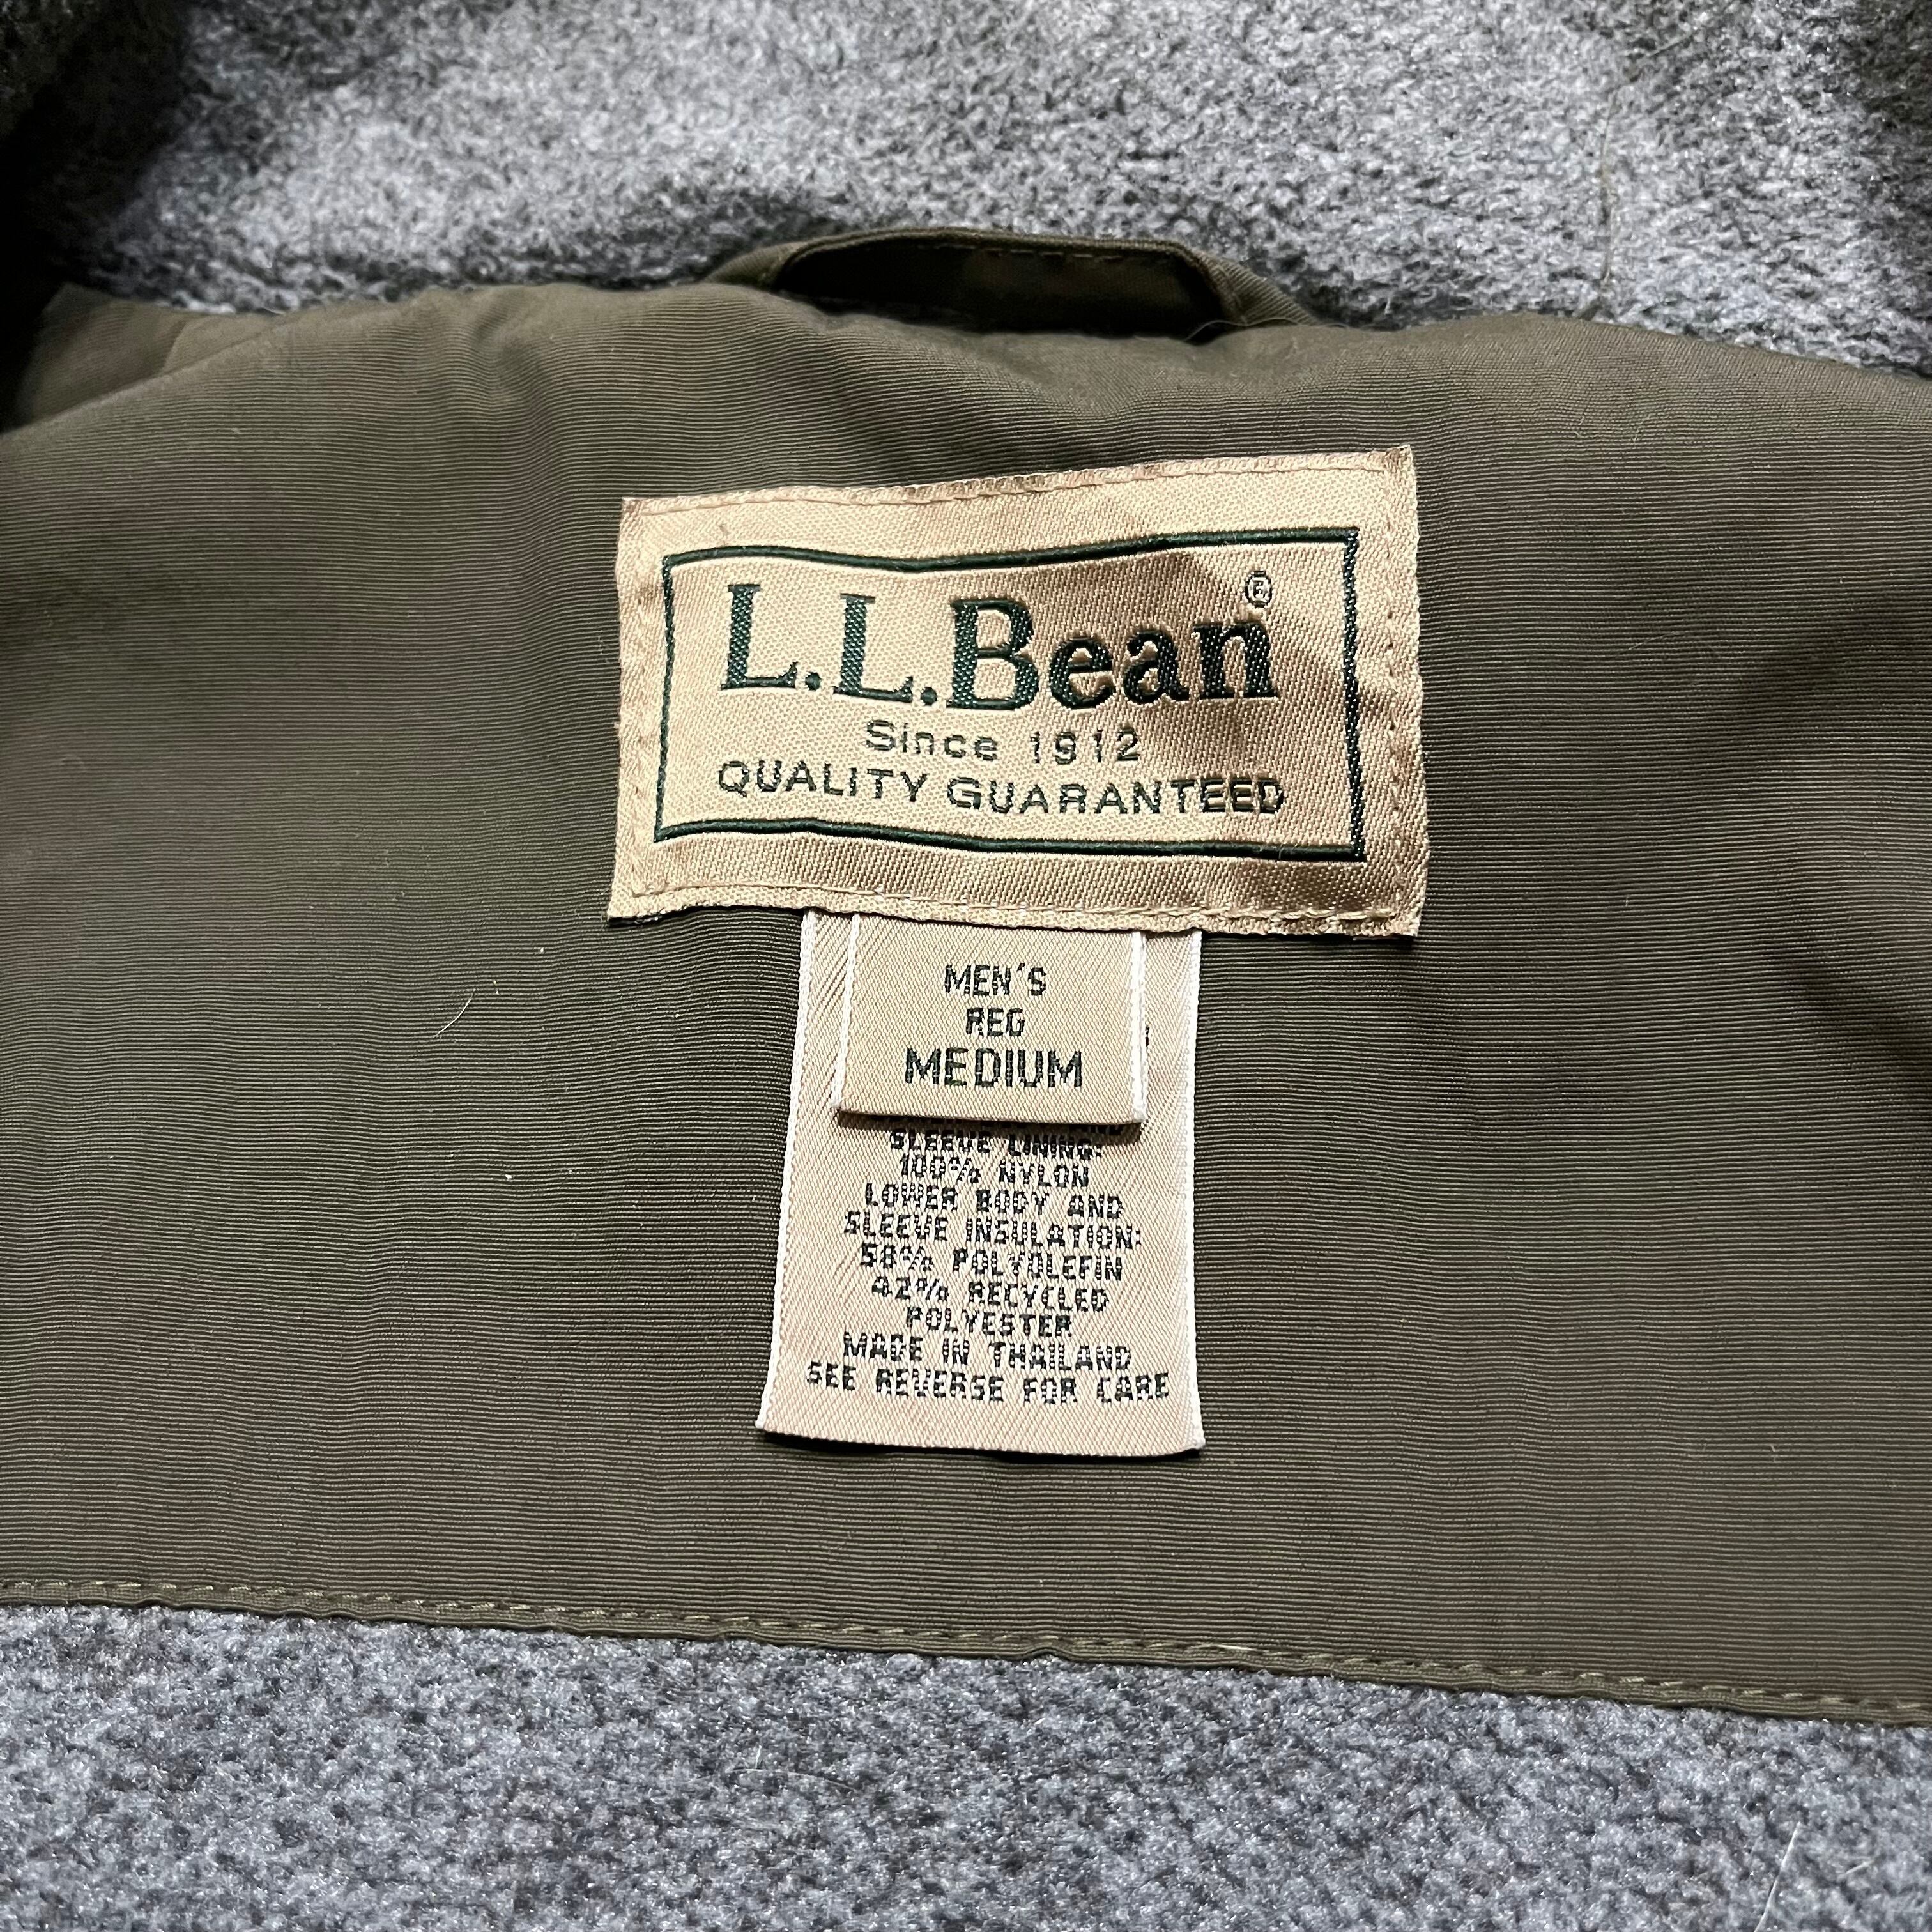 L.L.Bean®
Since 1912
QUALITY GUARANTEED
MEN'S
REG
MEDIUM
SLEEVE LINING:
100% NYLON
LOWER BODY AND
SLEEVE INSULATION:
58% POLYOLEFIN
42% RECYCLED
POLYESTER
MADE IN THAILAND
SEE REVERSE FOR CARE